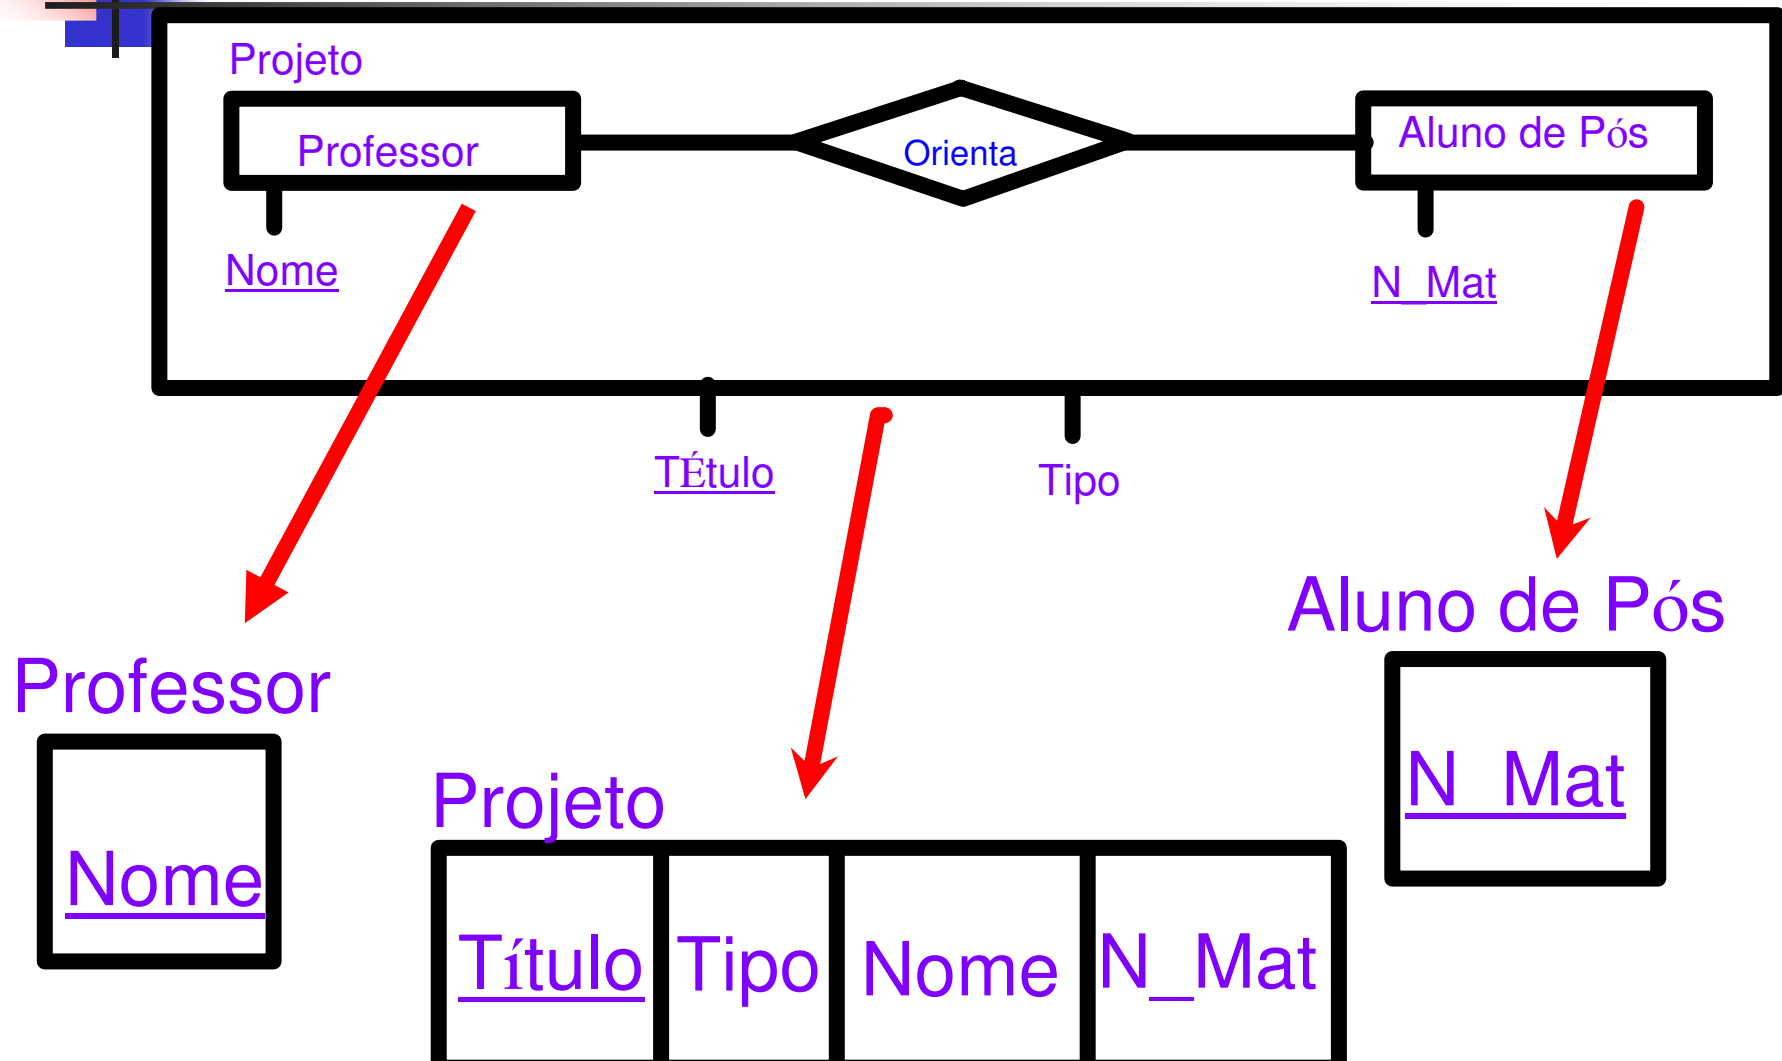 Projeto
Professor
Orienta
Aluno de Pós
Nome
N_Mat
TÉtulo
Tipo
Aluno de Pós
Professor
N_Mat
Projeto
Nome
Título Tipo Nome N_Mat